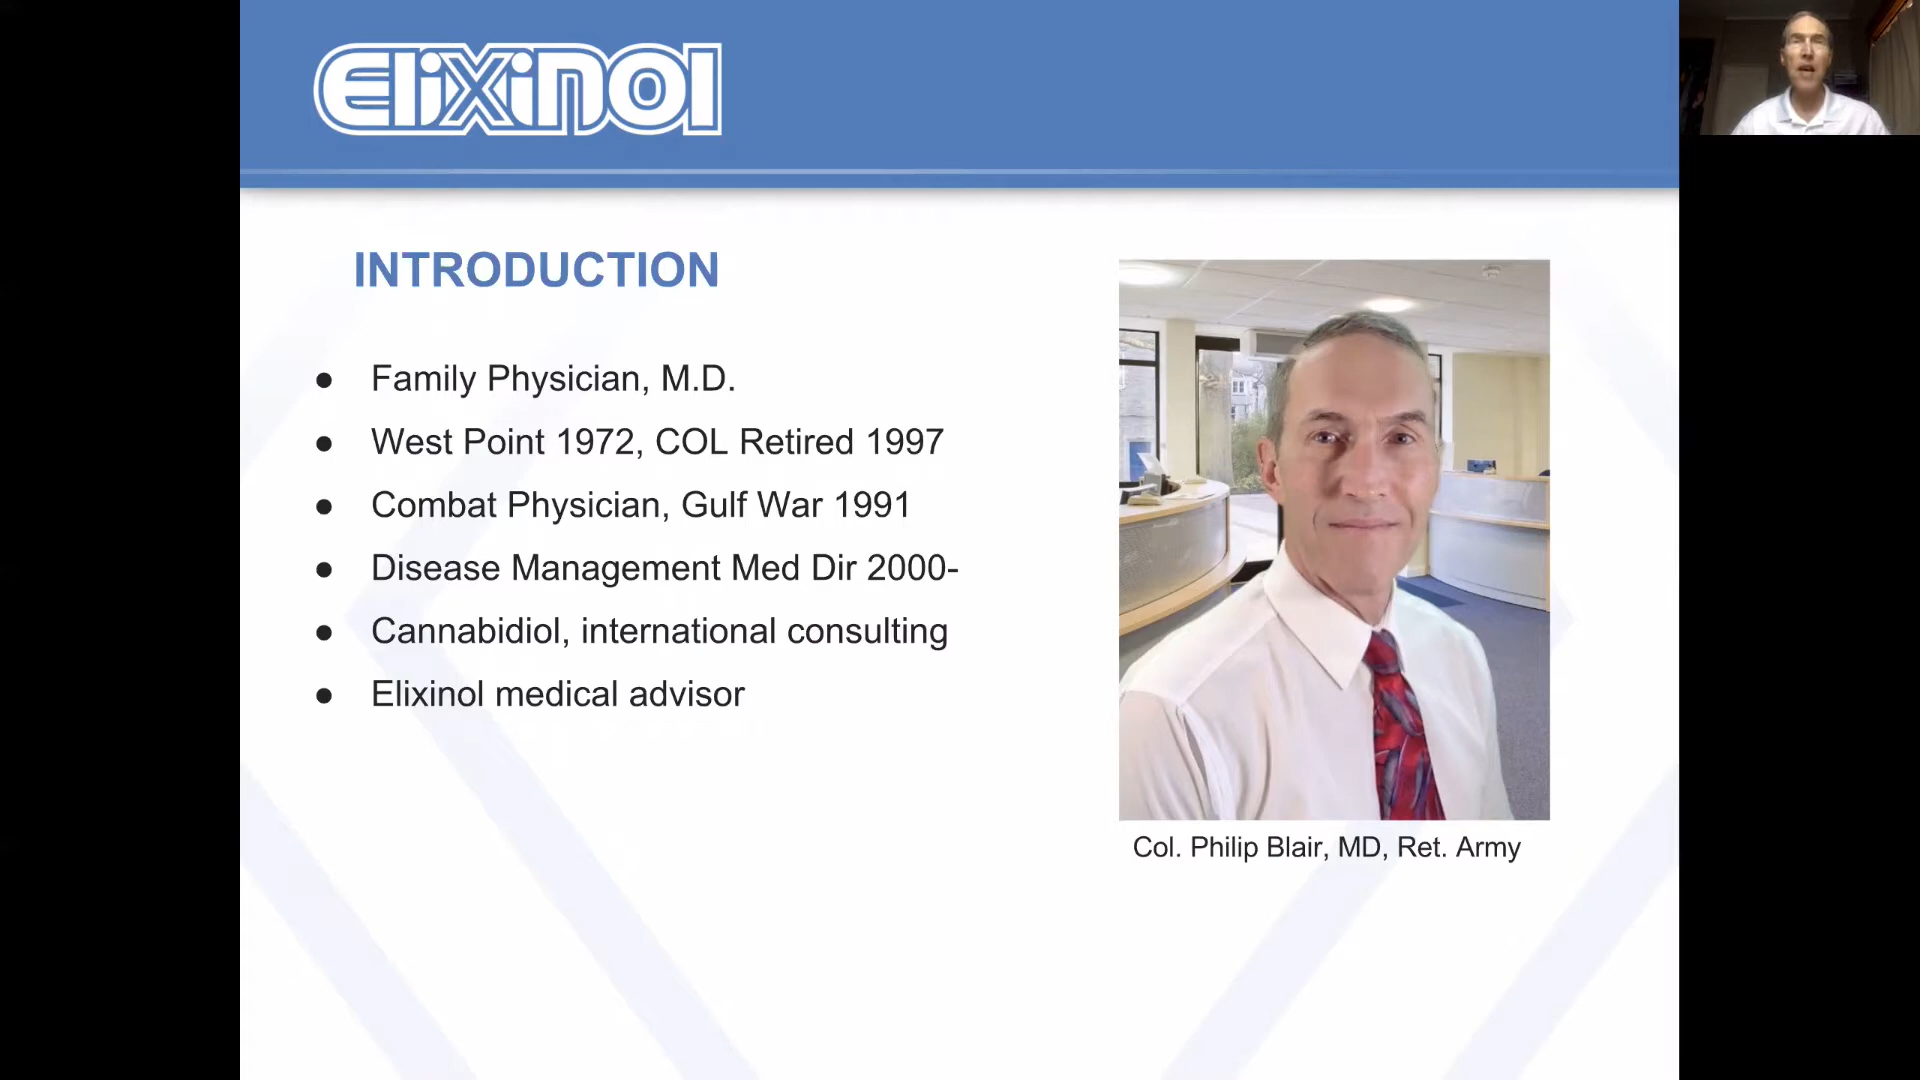 Elixinol
INTRODUCTION
● Family Physician, M.D.
● West Point 1972, COL Retired 1997
● Combat Physician, Gulf War 1991
● Disease Management Med Dir 2000-
● Cannabidiol, international consulting
● Elixinol medical advisor
Col. Philip Blair, MD, Ret. Army